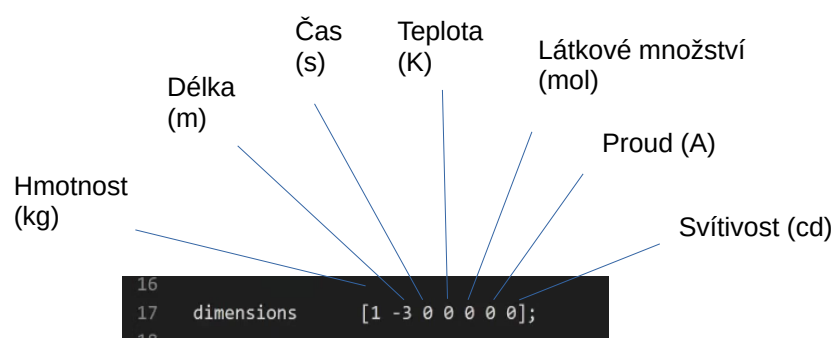 Čas
(s)
Teplota
(K)
Látkové množství
(mol)
Délka
(m)
Proud (A)
Hmotnost
(kg)
Svítivost (cd)
16
17 dimensions [1 -3 0 0 0 0 0];